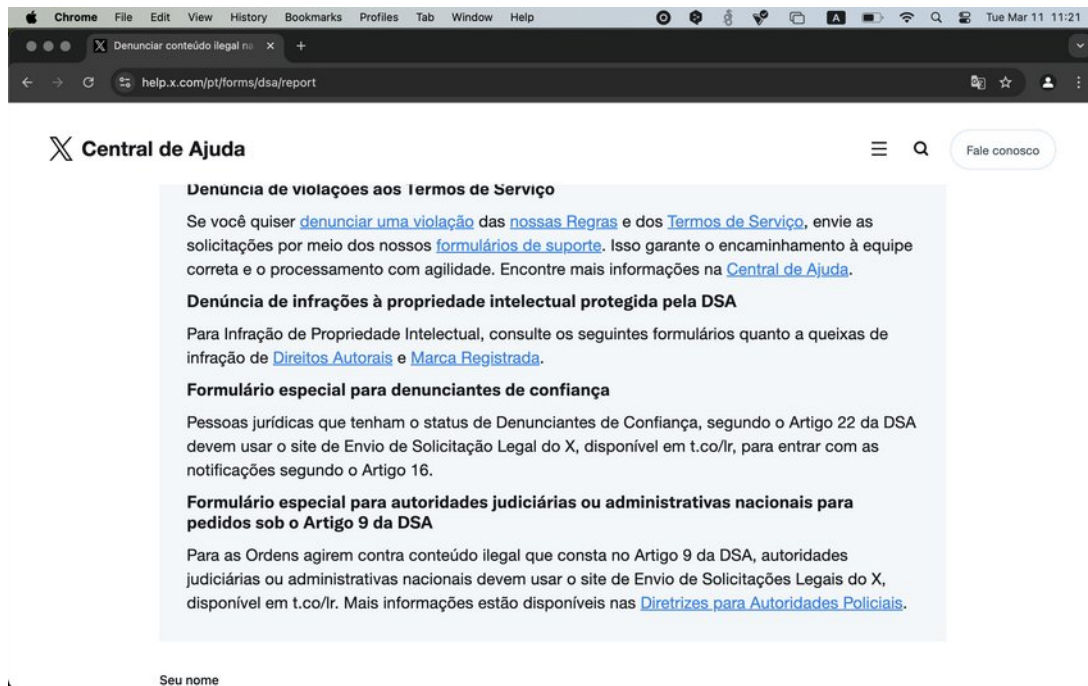 Chrome File Edit View History Bookmarks Profiles Tab Window Help A Tue Mar 11 11:21
Denunciar conteúdo ilegal no
help.x.com/pt/forms/dsa/report
Central de Ajuda
Fale conosco
Denúncia de violações aos Termos de Serviço
Se você quiser denunciar uma violação das nossas Regras e dos Termos de Serviço, envie as
solicitações por meio dos nossos formulários de suporte. Isso garante o encaminhamento à equipe
correta e o processamento com agilidade. Encontre mais informações na Central de Ajuda.
Denúncia de infrações à propriedade intelectual protegida pela DSA
Para Infração de Propriedade Intelectual, consulte os seguintes formulários quanto a queixas de
infração de Direitos Autorais e Marca Registrada.
Formulário especial para denunciantes de confiança
Pessoas jurídicas que tenham o status de Denunciantes de Confiança, segundo o Artigo 22 da DSA
devem usar o site de Envio de Solicitação Legal do X, disponível em t.co/lr, para entrar com as
notificações segundo o Artigo 16.
Formulário especial para autoridades judiciárias ou administrativas nacionais para
pedidos sob o Artigo 9 da DSA
Para as Ordens agirem contra conteúdo ilegal que consta no Artigo 9 da DSA, autoridades
judiciárias ou administrativas nacionais devem usar o site de Envio de Solicitações Legais do X,
disponível em t.co/lr. Mais informações estão disponíveis nas Diretrizes para Autoridades Policiais.
Seu nome